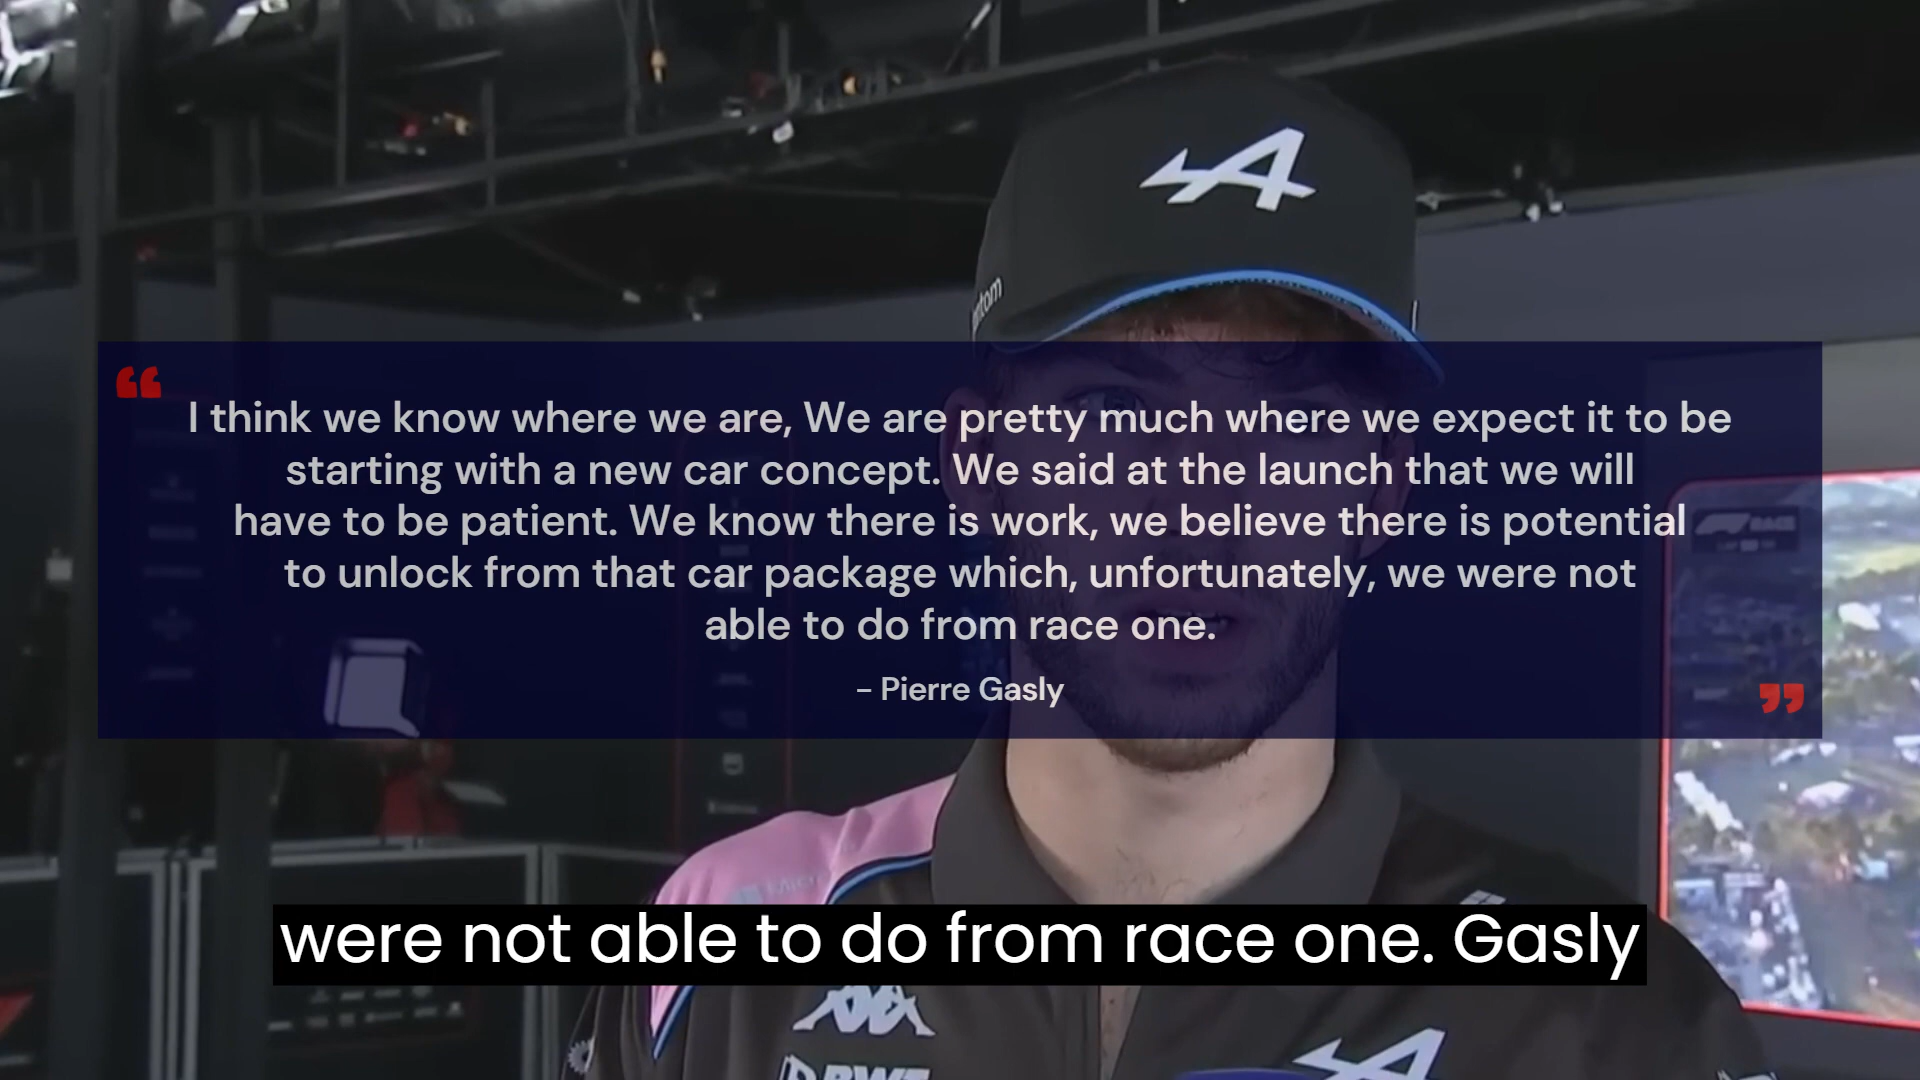 “
I think we know where we are, We are pretty much where we expect it to be
starting with a new car concept. We said at the launch that we will
have to be patient. We know there is work, we believe there is potential
to unlock from that car package which, unfortunately, we were not
able to do from race one.
– Pierre Gasly
”
were not able to do from race one. Gasly
BWT